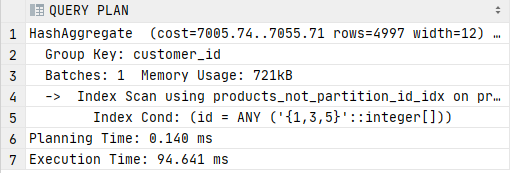 QUERY PLAN
1 HashAggregate  (cost=7005.74..7055.71 rows=4997 width=12) …
2   Group Key: customer_id
3   Batches: 1  Memory Usage: 721kB
4   ->  Index Scan using products_not_partition_id_idx on pr…
5         Index Cond: (id = ANY ('{1,3,5}'::integer[]))
6 Planning Time: 0.140 ms
7 Execution Time: 94.641 ms